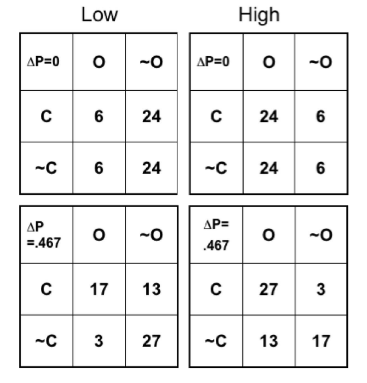 Low High
ΔP=0 O ~O ΔP=0 O ~O
C 6 24 C 24 6
~C 6 24 ~C 24 6
ΔP =.467 O ~O ΔP= .467 O ~O
C 17 13 C 27 3
~C 3 27 ~C 13 17